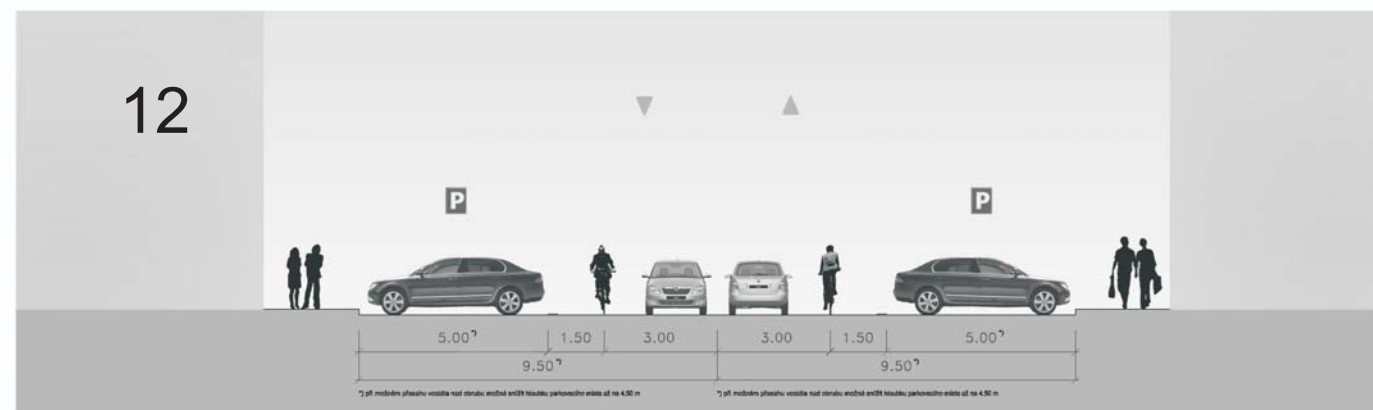 12
P P
5.00*) 1.50 3.00 3.00 1.50 5.00*)
9.50*) 9.50*)
*) při možném přesahu vozidla nad obrubu možné snížit hloubku parkovacího místa až na 4,50 m *) při možném přesahu vozidla nad obrubu možné snížit hloubku parkovacího místa až na 4,50 m